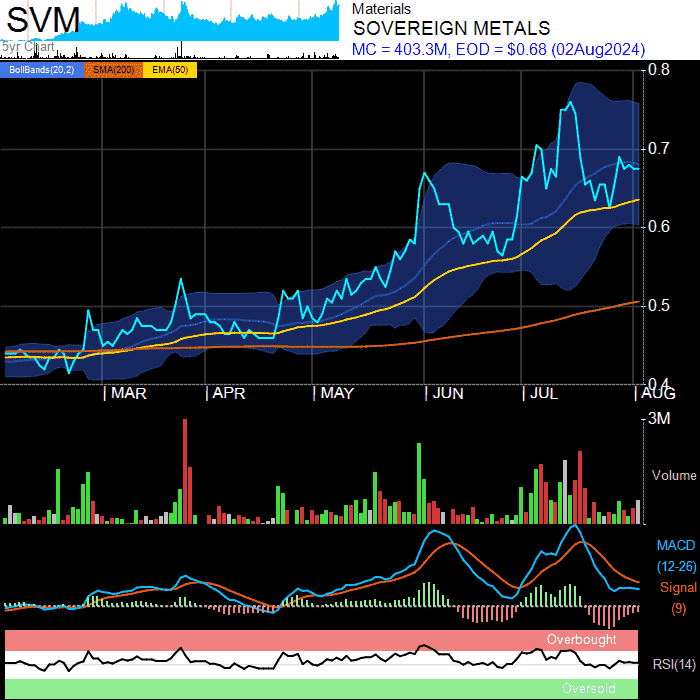 SVM
5yr Chart
Materials
SOVEREIGN METALS
MC = 403.3M, EOD = $0.68 (02Aug2024)
BollBands(20,2) SMA(200) EMA(50)
0.8
0.7
0.6
0.5
0.4
MAR APR MAY JUN JUL AUG
3M
Volume
MACD
(12-26)
Signal
(9)
Overbought
RSI(14)
Oversold